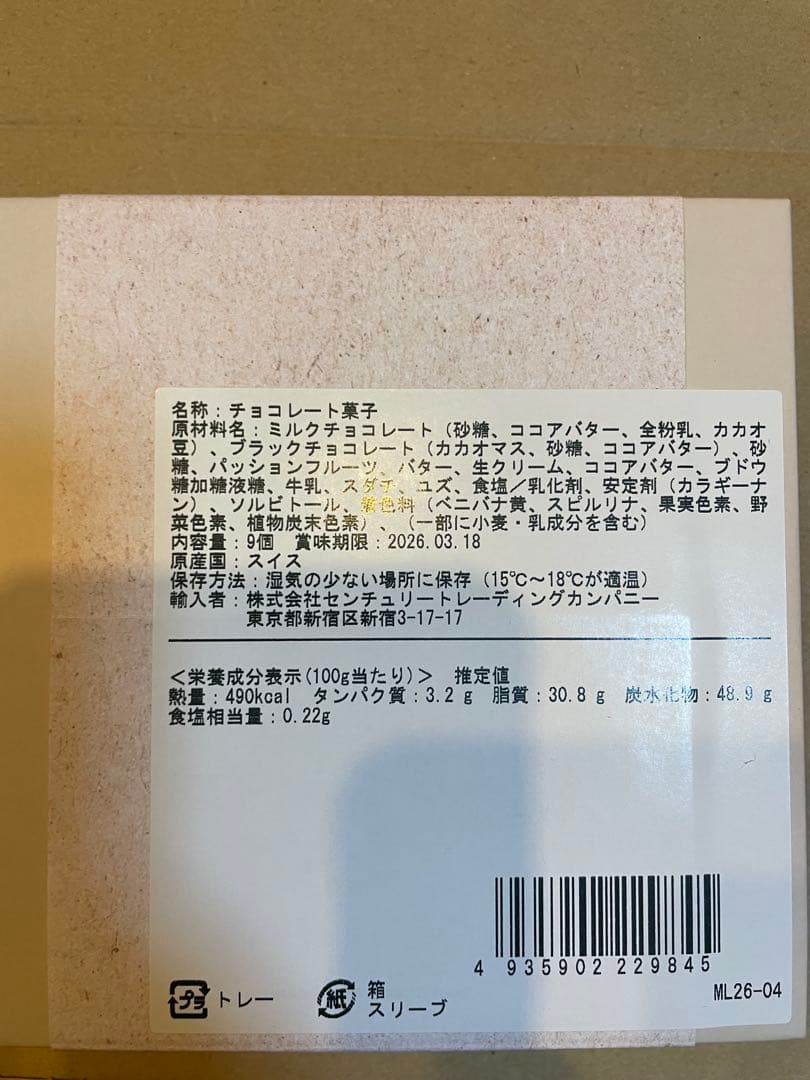 名称：チョコレート菓子
原材料名：ミルクチョコレート（砂糖、ココアバター、全粉乳、カカオ
豆）、ブラックチョコレート（カカオマス、砂糖、ココアバター）、砂
糖、パッションフルーツ、バター、生クリーム、ココアバター、ブドウ
糖加糖液糖、牛乳、スダチ、ユズ、食塩／乳化剤、安定剤（カラギーナ
ン）、ソルビトール、着色料（ベニバナ黄、スピルリナ、果実色素、野
菜色素、植物炭末色素）、（一部に小麦・乳成分を含む）
内容量：9個　賞味期限：2026.03.18
原産国：スイス
保存方法：湿気の少ない場所に保存（15℃～18℃が適温）
輸入者：株式会社センチュリートレーディングカンパニー
東京都新宿区新宿3-17-17
＜栄養成分表示(100g当たり)＞　推定値
熱量：490kcal　タンパク質：3.2 g　脂質：30.8 g　炭水化物：48.9 g
食塩相当量：0.22g
4 935902 229845
プラ トレー 紙 箱 ML26-04
スリーブ